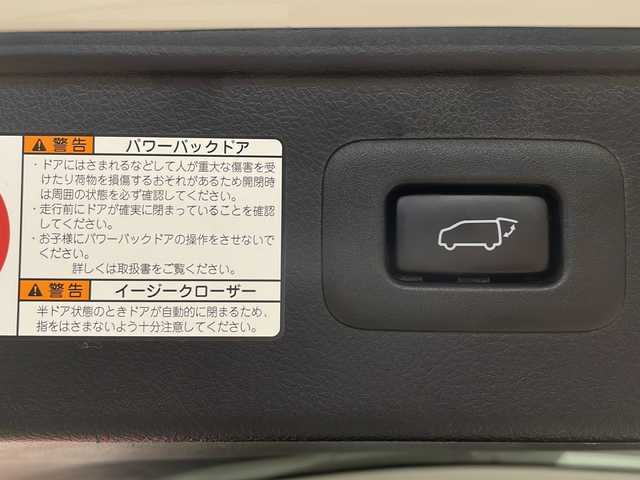 ⚠警告 パワーバックドア
・ドアにはさまれるなどして人が重大な傷害を受
けたり荷物を損傷するおそれがあるため開閉時
は周囲の状態を必ず確認してください。
・走行前にドアが確実に閉まっていることを確認
してください。
・お子様にパワーバックドアの操作をさせないで
ください。
詳しくは取扱書をご覧ください。
⚠警告 イージークローザー
半ドア状態のときドアが自動的に閉まるため、
指をはさまないよう十分注意してください。